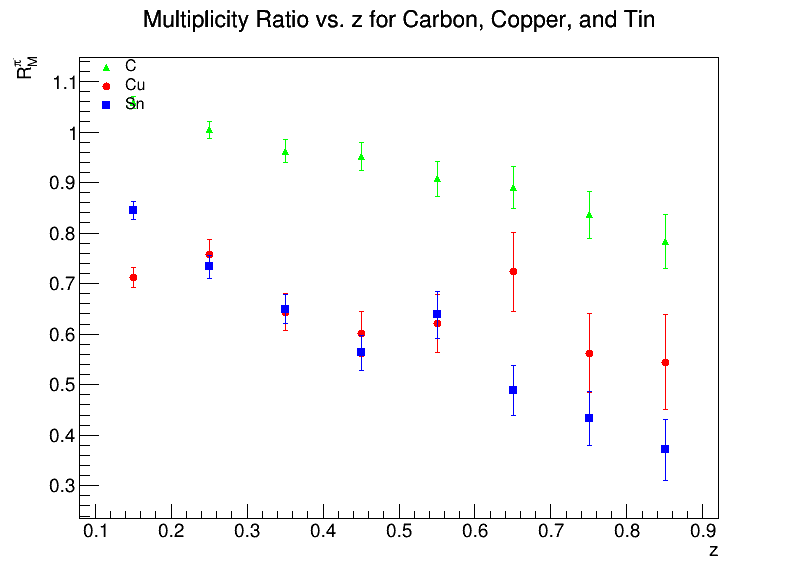 Multiplicity Ratio vs. z for Carbon, Copper, and Tin
R_M^π
C
Cu
Sn
1.1
1
0.9
0.8
0.7
0.6
0.5
0.4
0.3
0.1 0.2 0.3 0.4 0.5 0.6 0.7 0.8 0.9
z